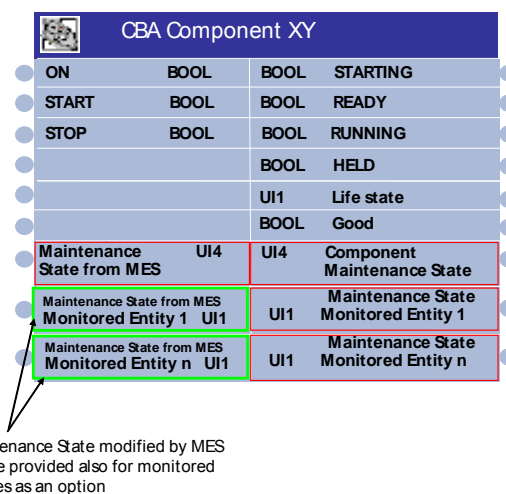 CBA Component XY
ON BOOL BOOL STARTING
START BOOL BOOL READY
STOP BOOL BOOL RUNNING
BOOL HELD
UI1 Life state
BOOL Good
Maintenance State from MES UI4
UI4 Component Maintenance State
Maintenance State from MES
Monitored Entity 1 UI1
Maintenance State
UI1 Monitored Entity 1
Maintenance State from MES
Monitored Entity n UI1
Maintenance State
UI1 Monitored Entity n
State modified by MES
provided also for monitored
as an option